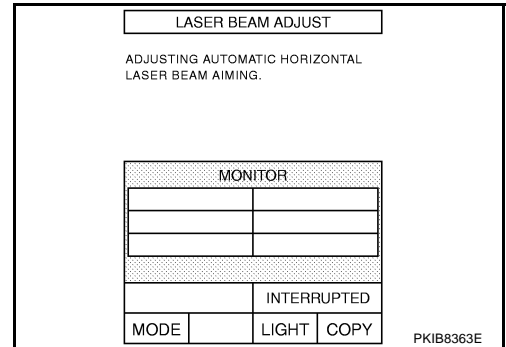 LASER BEAM ADJUST
ADJUSTING AUTOMATIC HORIZONTAL
LASER BEAM AIMING.
MONITOR
INTERRUPTED
MODE LIGHT COPY
PKIB8363E